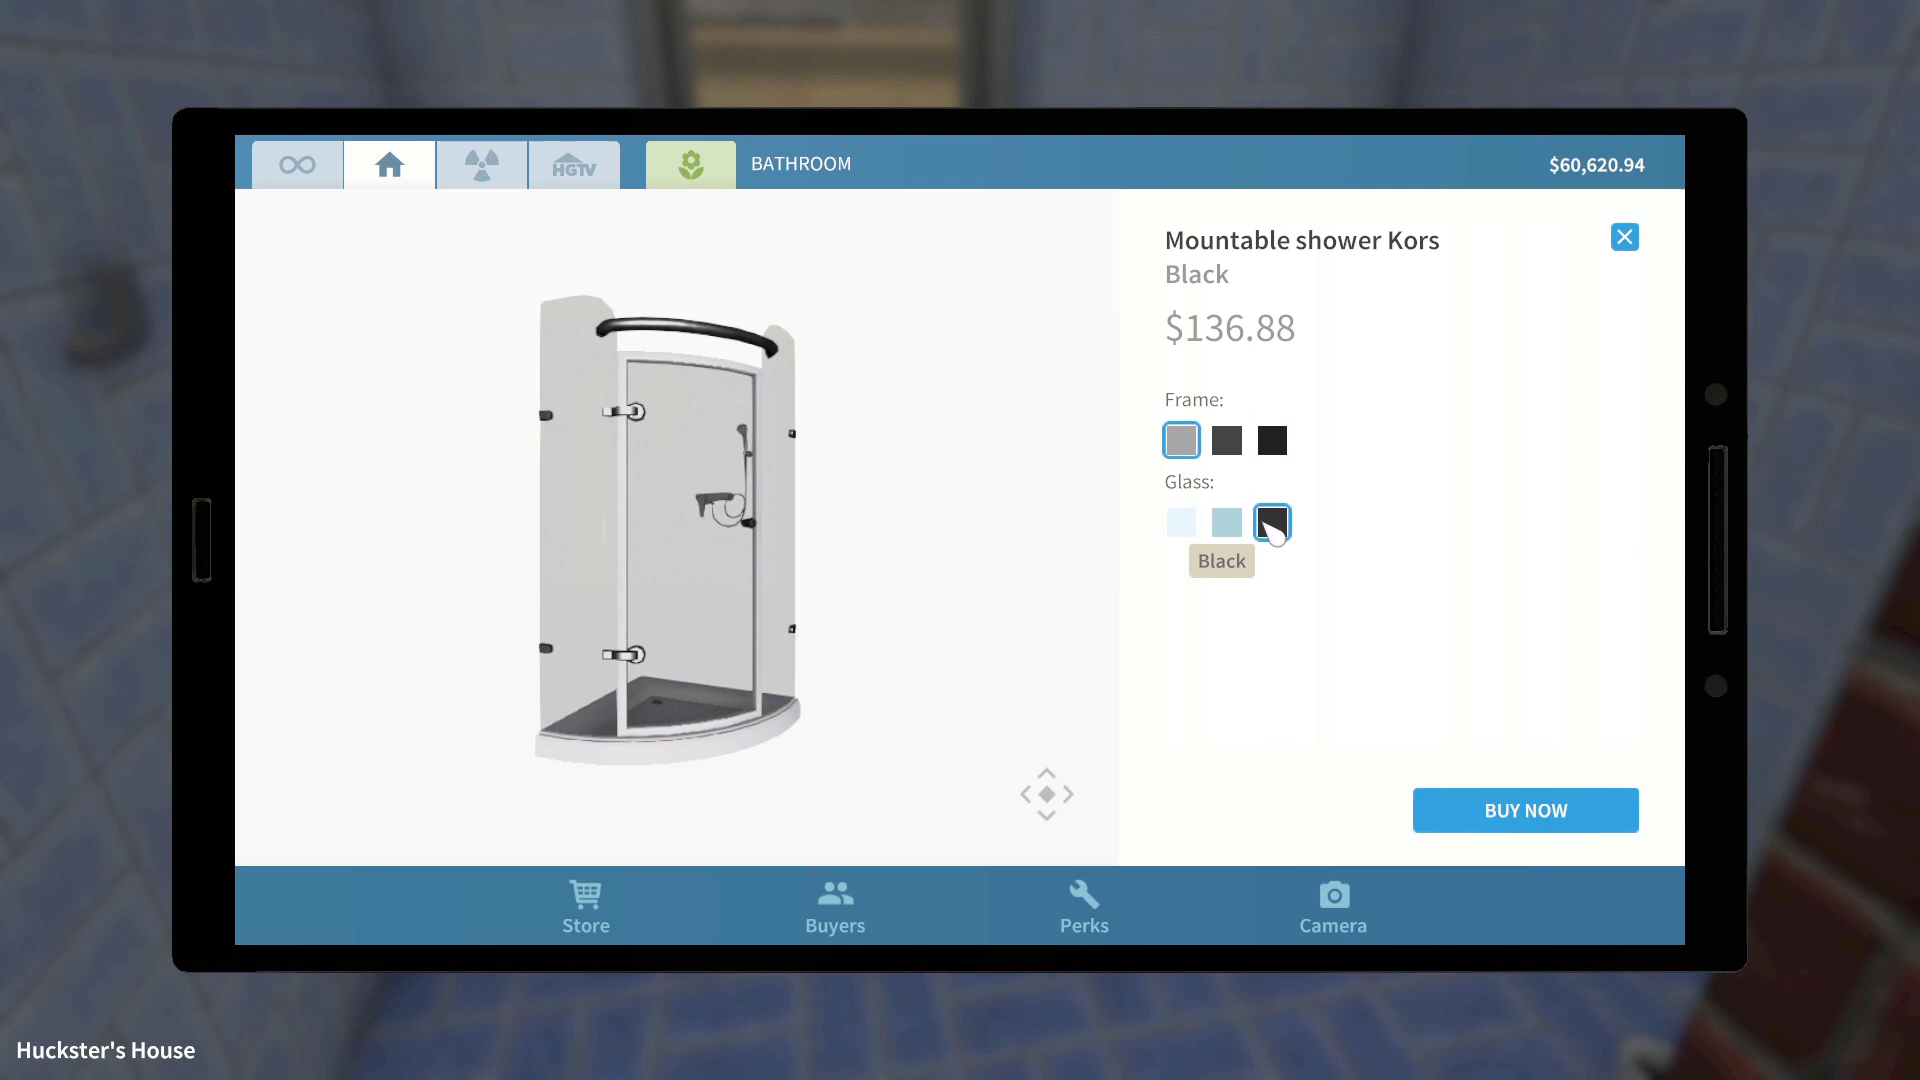 HGTV
BATHROOM
$60,620.94
Mountable shower Kors
Black
$136.88
Frame:
Glass:
Black
BUY NOW
Store
Buyers
Perks
Camera
Huckster's House